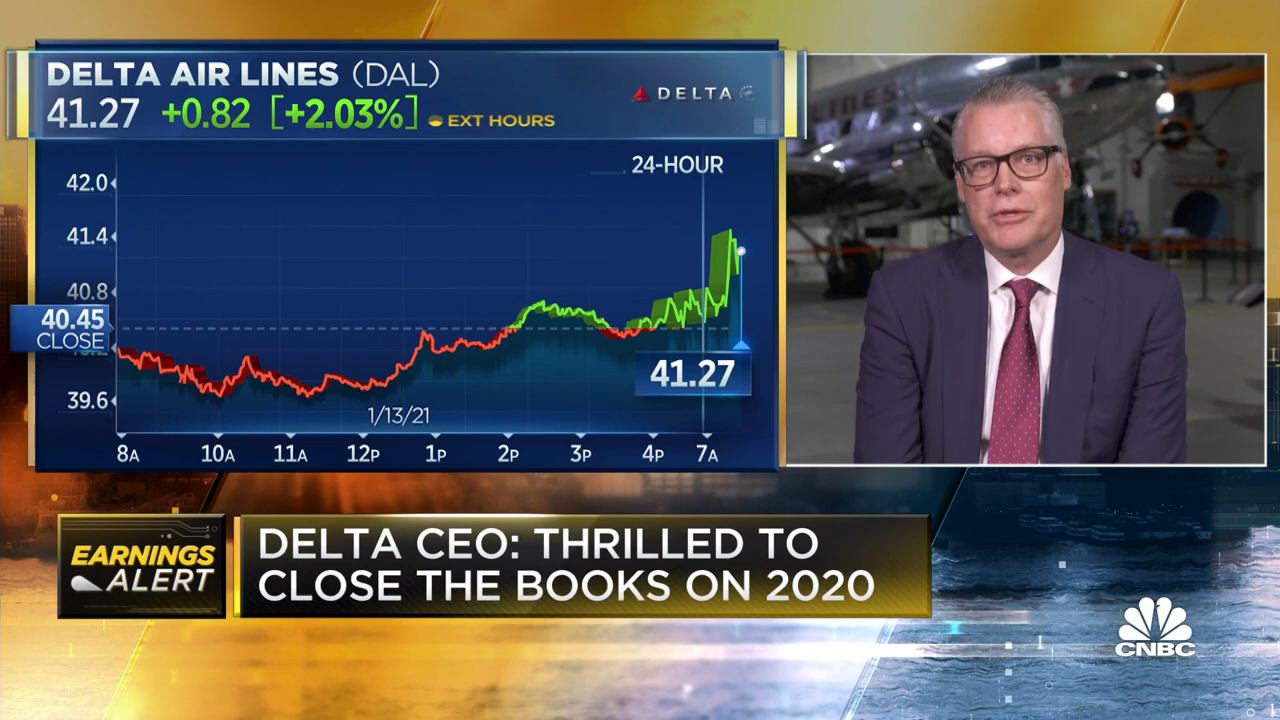 DELTA AIR LINES (DAL)
41.27 +0.82 [+2.03%] EXT HOURS
DELTA
24-HOUR
42.0
41.4
40.8
40.45
CLOSE
39.6
41.27
1/13/21
8A 10A 11A 12P 1P 2P 3P 4P 7A
LINES
EARNINGS
ALERT
DELTA CEO: THRILLED TO
CLOSE THE BOOKS ON 2020
CNBC